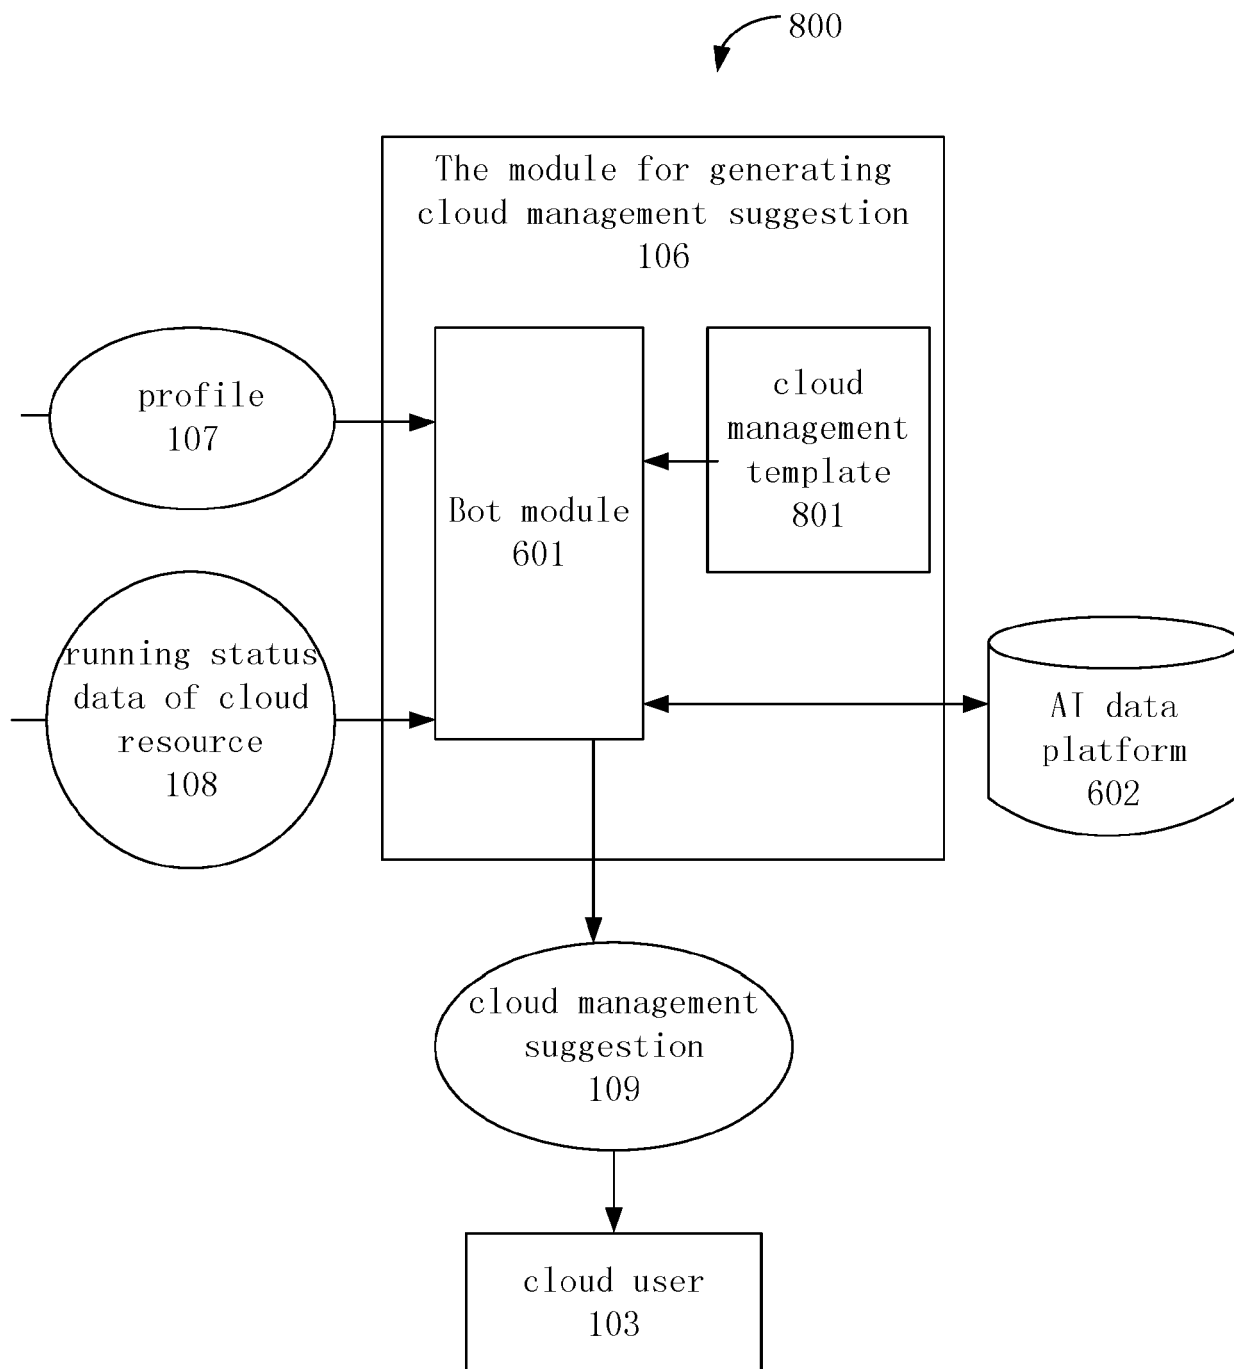 800
The module for generating
cloud management suggestion
106
profile
107
cloud
management
template
801
Bot module
601
running status
data of cloud
resource
108
AI data
platform
602
cloud management
suggestion
109
cloud user
103